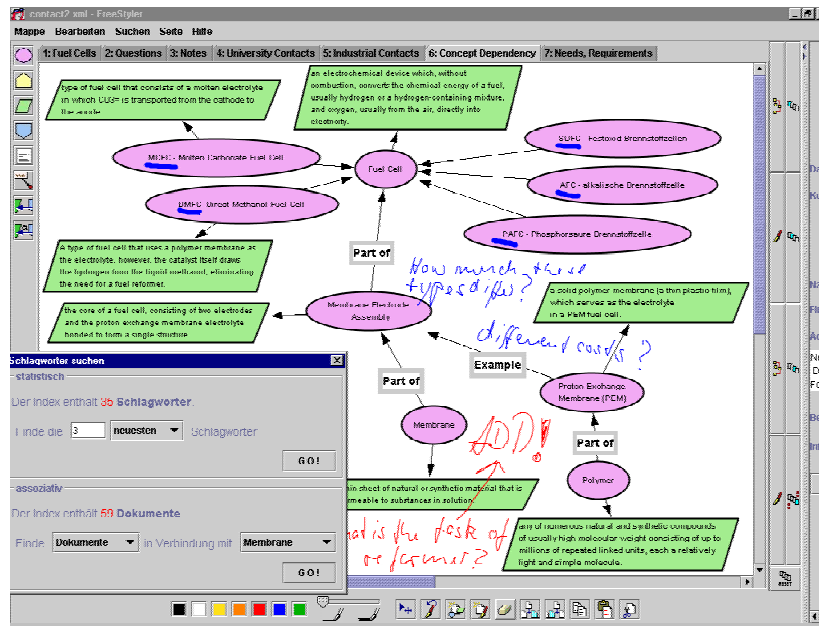 contact2 xml - FreeStyler
Mappe Bearbeiten Suchen Seite Hilfe
1: Fuel Cells 2: Questions 3: Notes 4: University Contacts 5: Industrial Contacts 6: Concept Dependency 7: Needs, Requirements
type of fuel cell that consists of a molten electrolyte
in which CO3= is transported from the cathode to
the anode.
an electrochemical device which, without
combustion, converts the chemical energy of a fuel,
usually hydrogen or a hydrogen-containing mixture,
and oxygen, usually from the air, directly into
electricity.
MCFC - Molten Carbonate Fuel Cell
Fuel Cell
SOFC - Festoxid Brennstoffzellen
AFC - alkalische Brennstoffzelle
DMFC - Direct Methanol Fuel Cell
PAFC - Phosphorsäure Brennstoffzelle
A type of fuel cell that uses a polymer membrane as
the electrolyte, however, the catalyst itself draws
the hydrogen from the liquid methanol, eliminating
the need for a fuel reformer.
Part of
How much these
types differ?
a solid polymer membrane (a thin plastic film),
which serves as the electrolyte
in a PEM fuel cell.
the core of a fuel cell, consisting of two electrodes
and the proton exchange membrane electrolyte
bonded to form a single structure.
Membrane Electrode
Assembly
different costs?
Example
Part of
Proton Exchange
Membrane (PEM)
Membrane
ADD!
Part of
Polymer
Schlagwörter suchen
statistisch
Der Index enthält 35 Schlagwörter.
Finde die 3 neuesten Schlagwörter
GO!
assoziativ
Der Index enthält 59 Dokumente
Finde Dokumente in Verbindung mit Membrane
GO!
sheet of natural or synthetic material that is
permeable to substances in solution.
is the task of
reformer?
any of numerous natural and synthetic compounds
of usually high molecular weight consisting of up to
millions of repeated linked units, each a relatively
light and simple molecule.
RESET